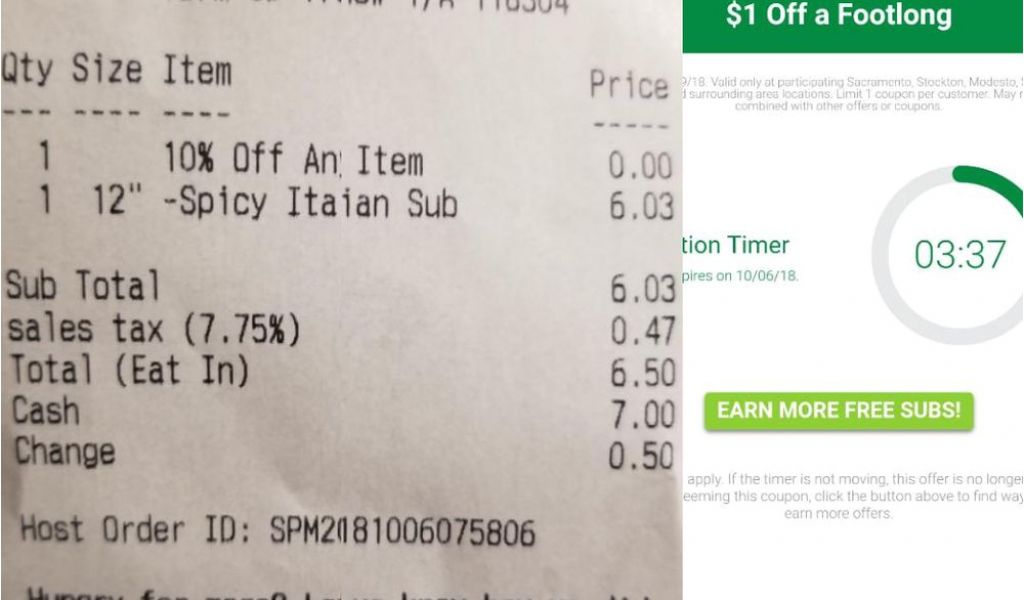 Qty Size Item Price
--- ---- ---- -----
1 10% Off An Item 0.00
1 12" -Spicy Itaian Sub 6.03
Sub Total 6.03
sales tax (7.75%) 0.47
Total (Eat In) 6.50
Cash 7.00
Change 0.50
Host Order ID: SPM20181006075806
$1 Off a Footlong
9/18. Valid only at participating Sacramento, Stockton, Modesto,
surrounding area locations. Limit 1 coupon per customer. May
combined with other offers or coupons.
tion Timer
pires on 10/06/18.
03:37
EARN MORE FREE SUBS!
apply. If the timer is not moving, this offer is no longer
eeming this coupon, click the button above to find way
earn more offers.